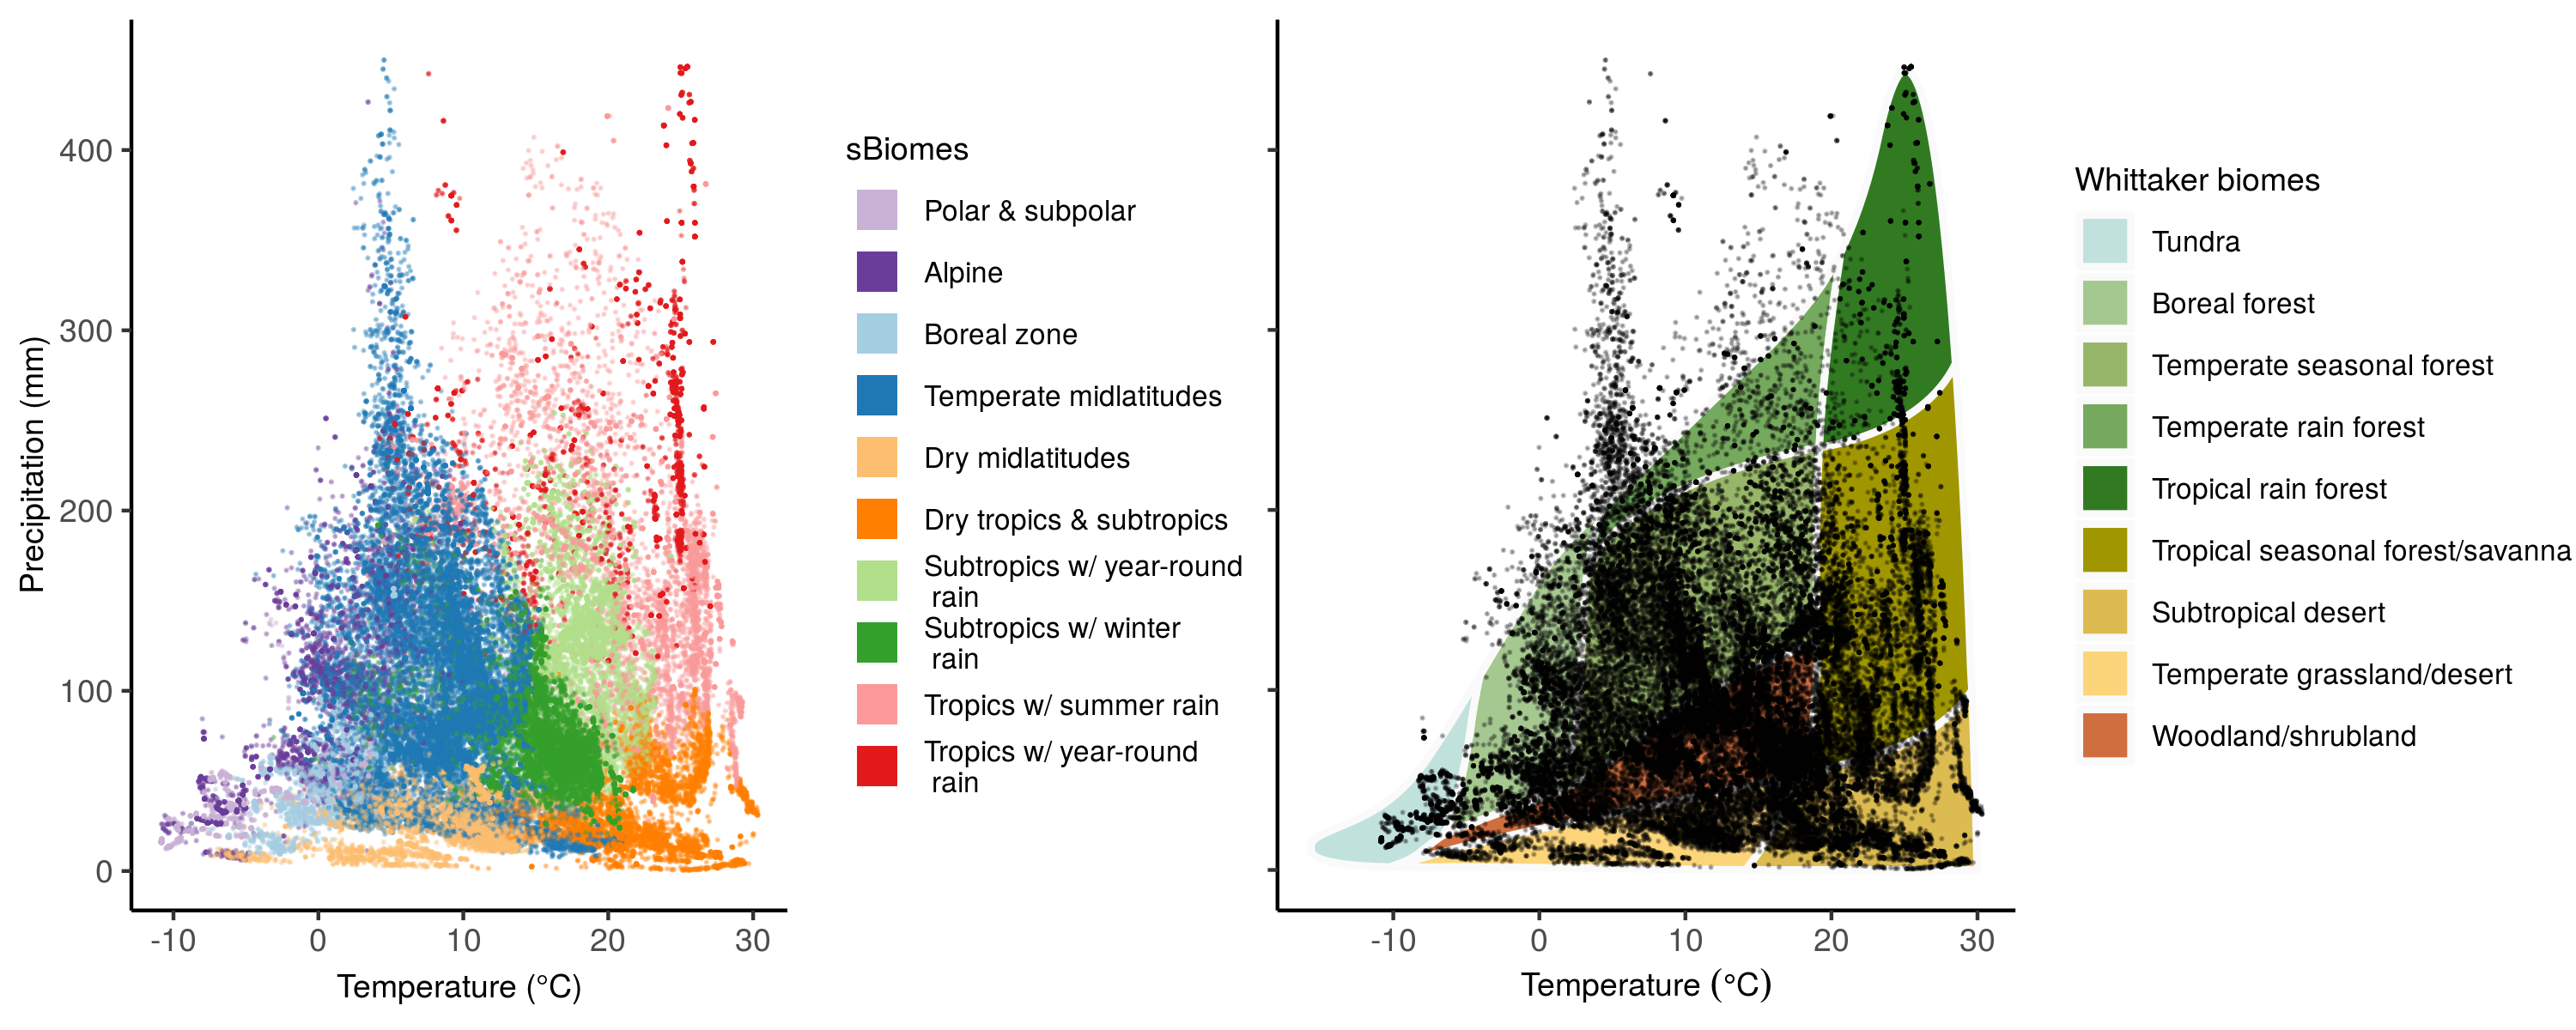 Precipitation (mm)
400
300
200
100
0
-10 0 10 20 30
Temperature (°C)
sBiomes
Polar & subpolar
Alpine
Boreal zone
Temperate midlatitudes
Dry midlatitudes
Dry tropics & subtropics
Subtropics w/ year-round
rain
Subtropics w/ winter
rain
Tropics w/ summer rain
Tropics w/ year-round
rain
-10 0 10 20 30
Temperature (°C)
Whittaker biomes
Tundra
Boreal forest
Temperate seasonal forest
Temperate rain forest
Tropical rain forest
Tropical seasonal forest/savanna
Subtropical desert
Temperate grassland/desert
Woodland/shrubland